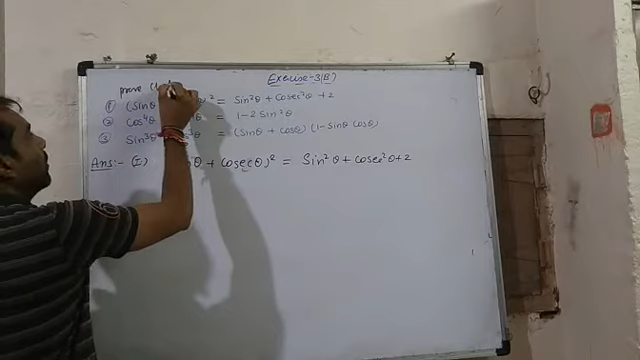 Exercise-3(B)
prove
① (Sinθ )² = Sin²θ + Cosec²θ + 2
② Cos⁴θ θ = 1-2 Sin²θ
③ Sin³θ ³θ = (Sinθ + Cosθ) (1-Sinθ Cosθ)
Ans:- (I) θ + Cosecθ)² = Sin²θ + Cosec²θ+2